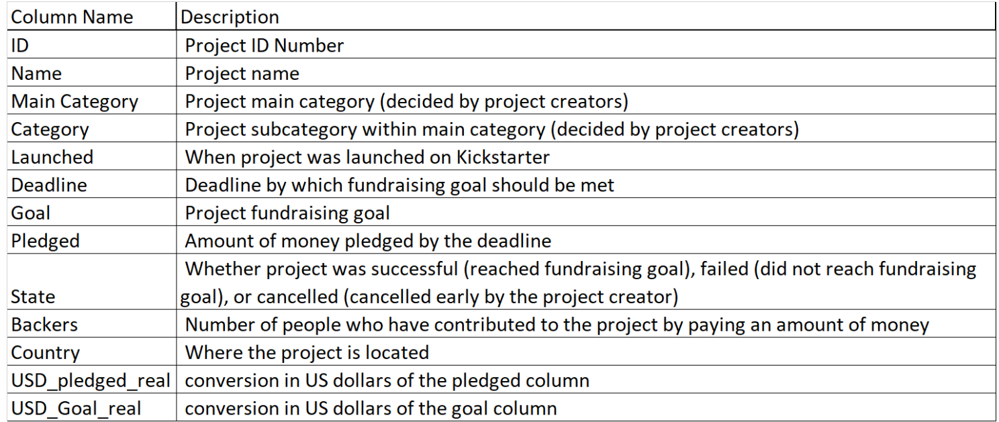 Column Name Description
ID Project ID Number
Name Project name
Main Category Project main category (decided by project creators)
Category Project subcategory within main category (decided by project creators)
Launched When project was launched on Kickstarter
Deadline Deadline by which fundraising goal should be met
Goal Project fundraising goal
Pledged Amount of money pledged by the deadline
Whether project was successful (reached fundraising goal), failed (did not reach fundraising
State goal), or cancelled (cancelled early by the project creator)
Backers Number of people who have contributed to the project by paying an amount of money
Country Where the project is located
USD_pledged_real conversion in US dollars of the pledged column
USD_Goal_real conversion in US dollars of the goal column